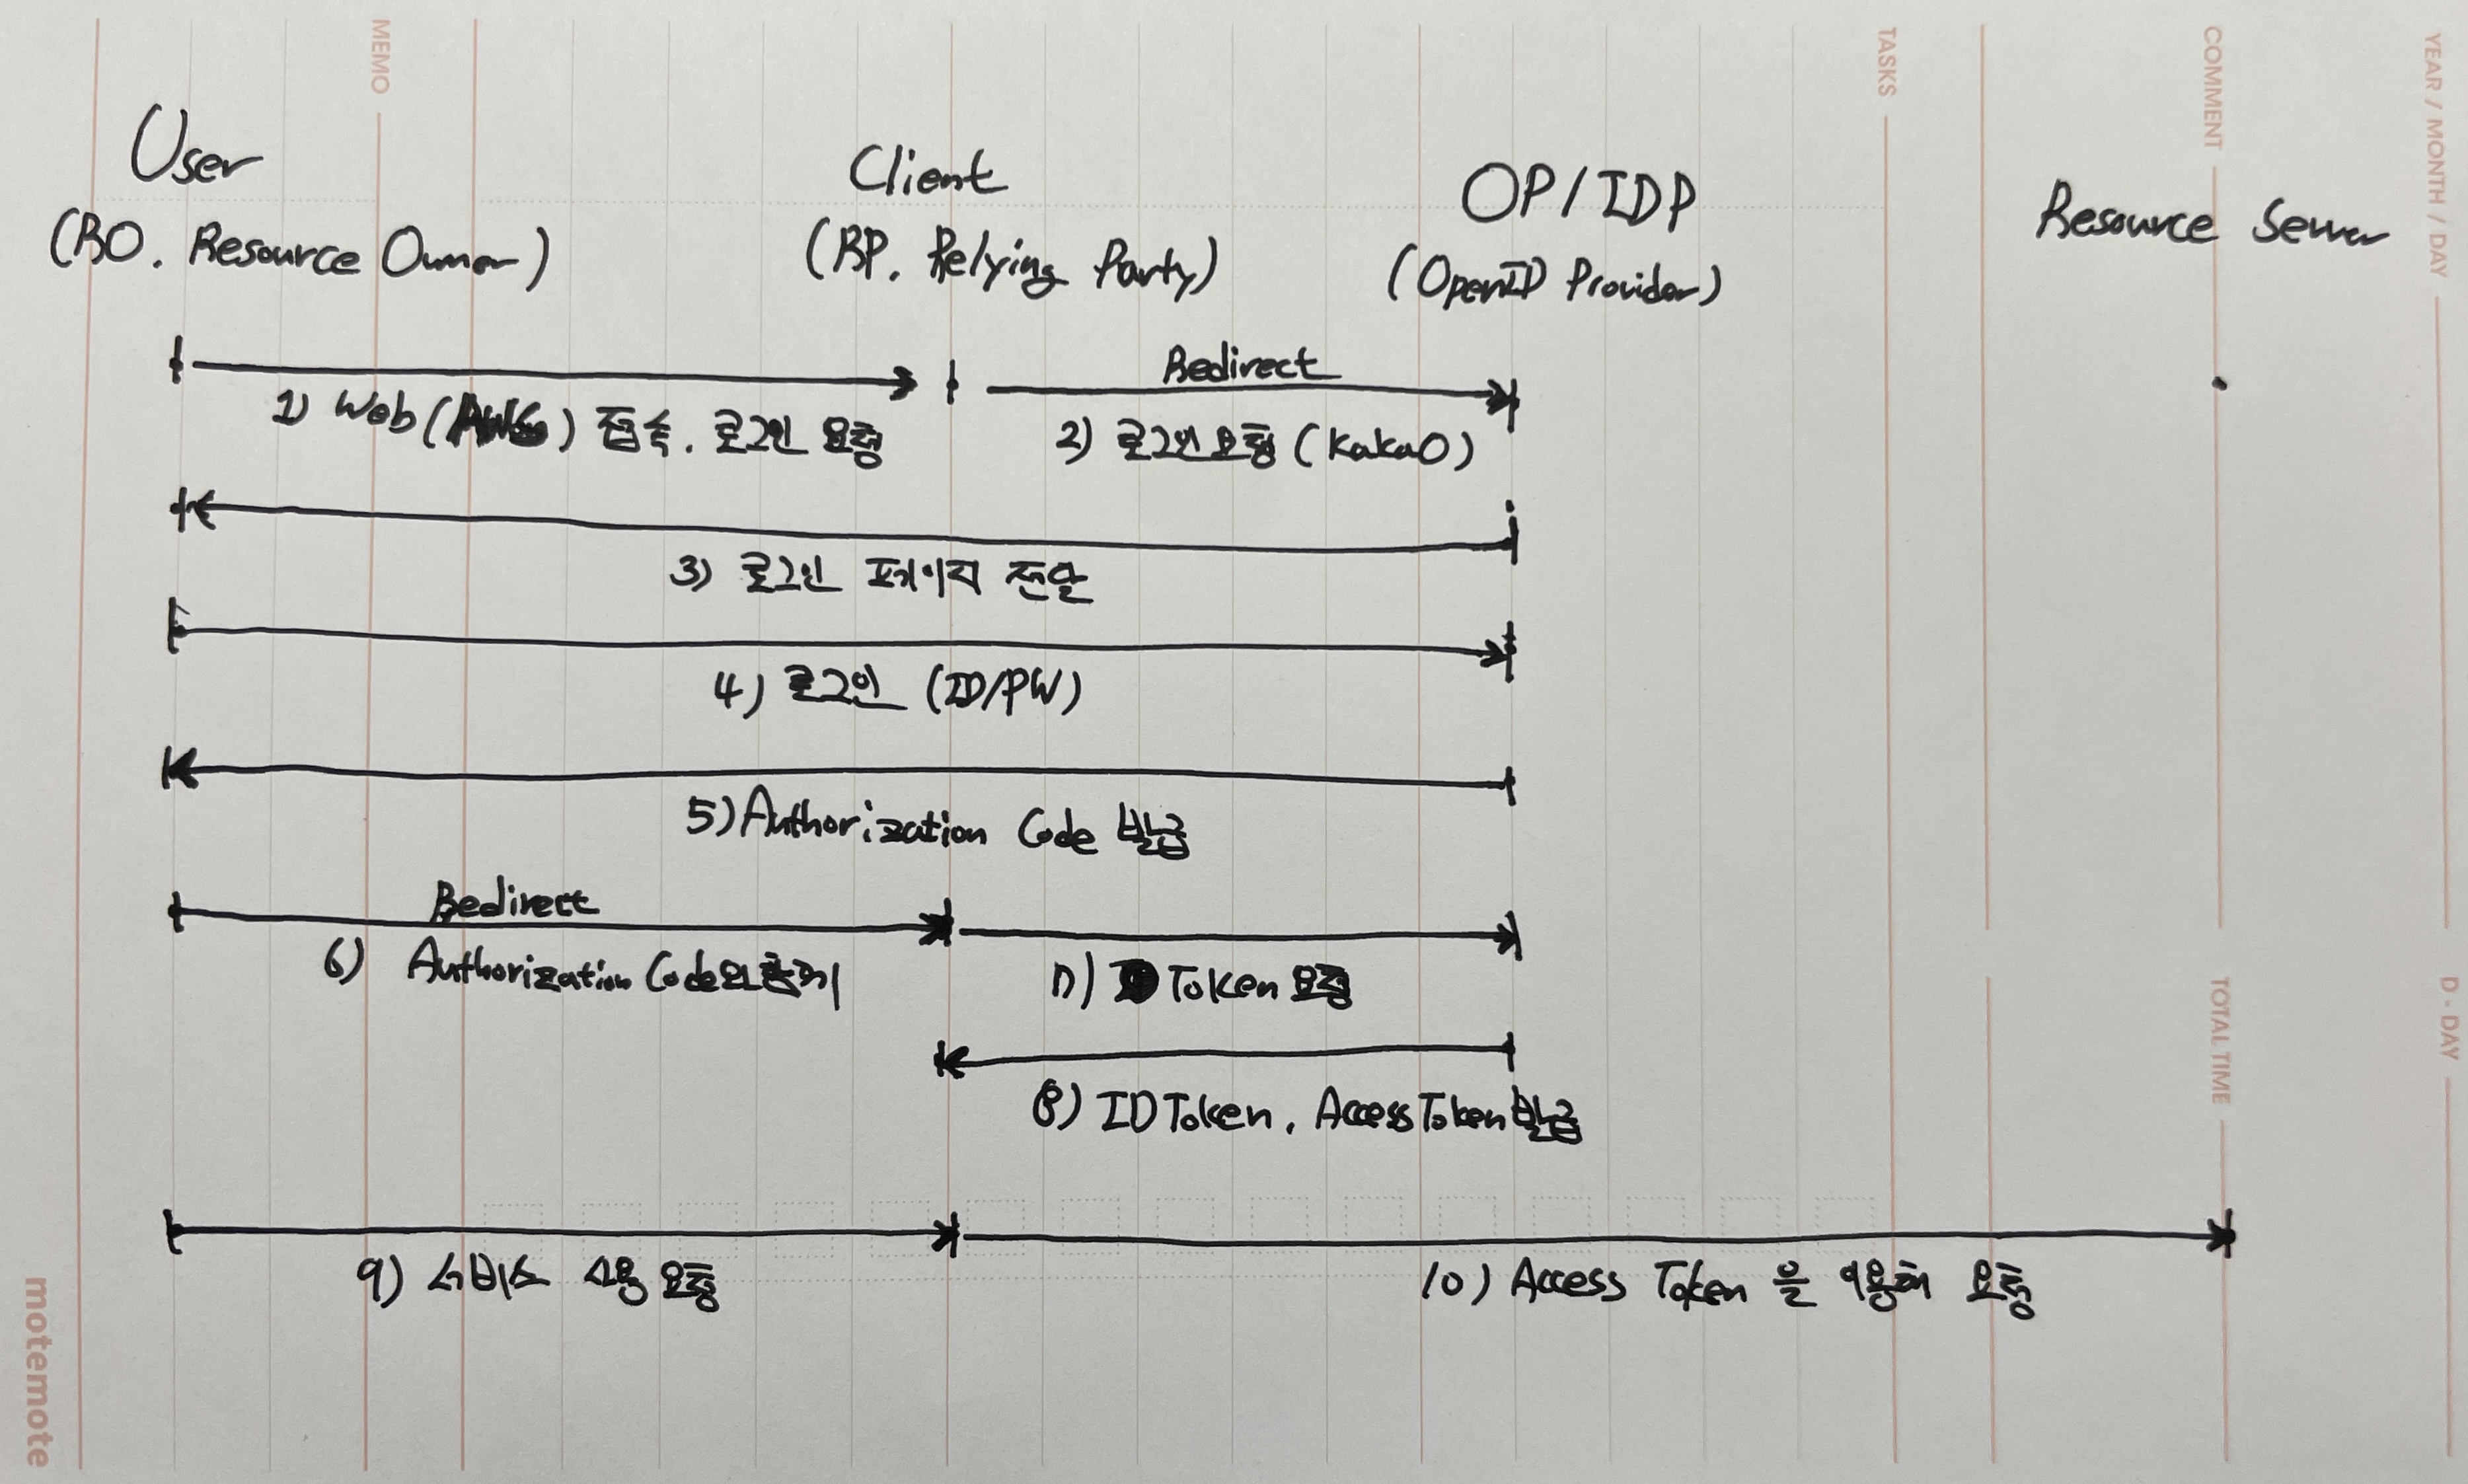 MEMO
TASKS
COMMENT
YEAR / MONTH / DAY
User
(RO. Resource Owner)
Client
(RP. Relying Party)
OP/IDP
(OpenID Provider)
Resource Server
1) Web ( ) 접속. 로그인 요청
Redirect
2) 로그인 요청 (KakaO)
3) 로그인 페이지 전달
4) 로그인 (ID/PW)
5) Authorization Code 발급
Redirect
6) Authorization Code와 함께
7) Token 요청
8) ID Token. Access Token 발급
9) 서비스 사용 요청
10) Access Token을 이용해 요청
TOTAL TIME
D - DAY
motemote